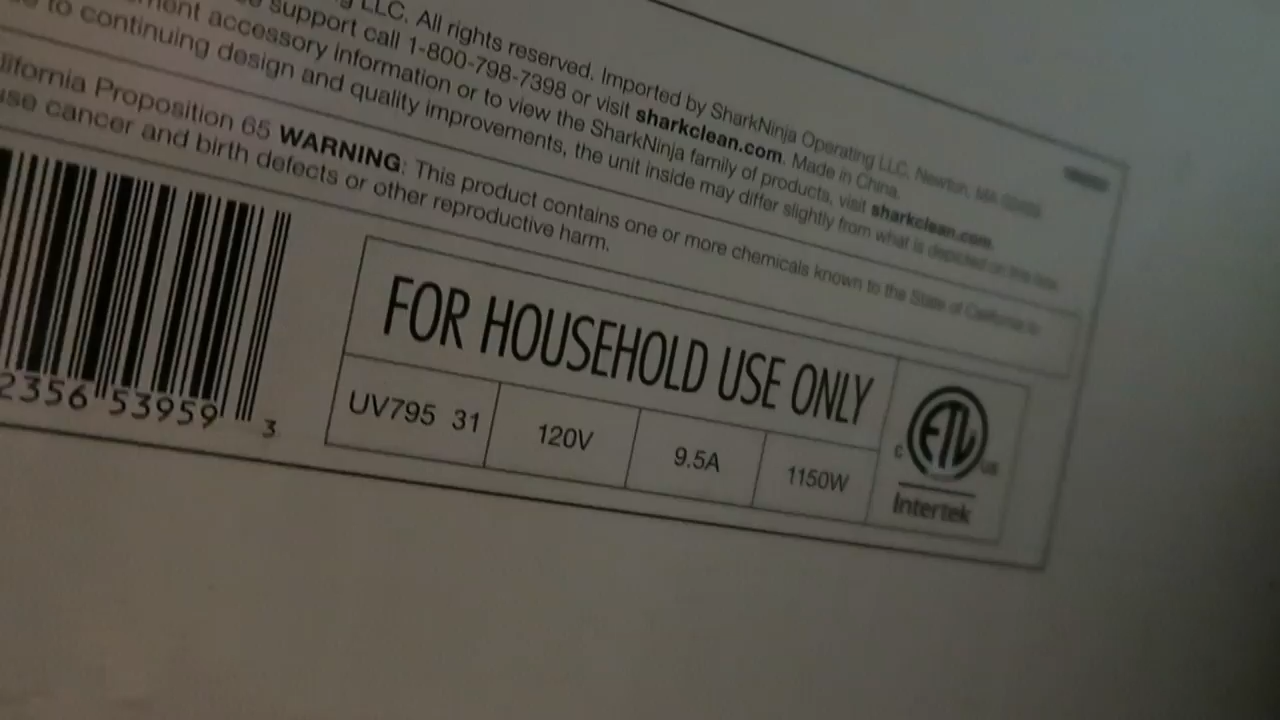 LLC. All rights reserved. Imported by SharkNinja Operating LLC, Newton, MA
support call 1-800-798-7398 or visit sharkclean.com. Made in China.
accessory information or to view the SharkNinja family of products, visit sharkclean.com.
to continuing design and quality improvements, the unit inside may differ slightly from what is depicted on this box.
California Proposition 65 WARNING: This product contains one or more chemicals known to the State of California to
cancer and birth defects or other reproductive harm.
2356 53959 3
FOR HOUSEHOLD USE ONLY
UV795 31 120V 9.5A 1150W
C ETL US
Intertek